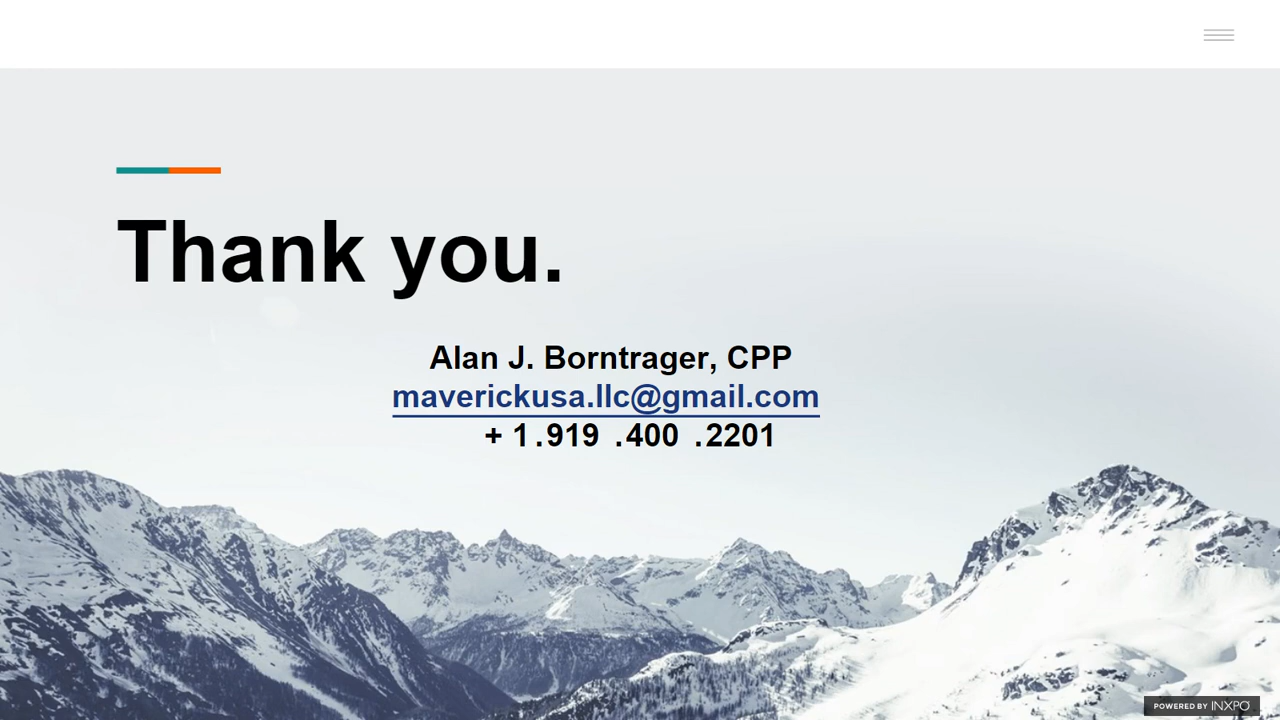 Thank you.
Alan J. Borntrager, CPP
maverickusa.llc@gmail.com
+ 1.919 .400 .2201
POWERED BY INXPO